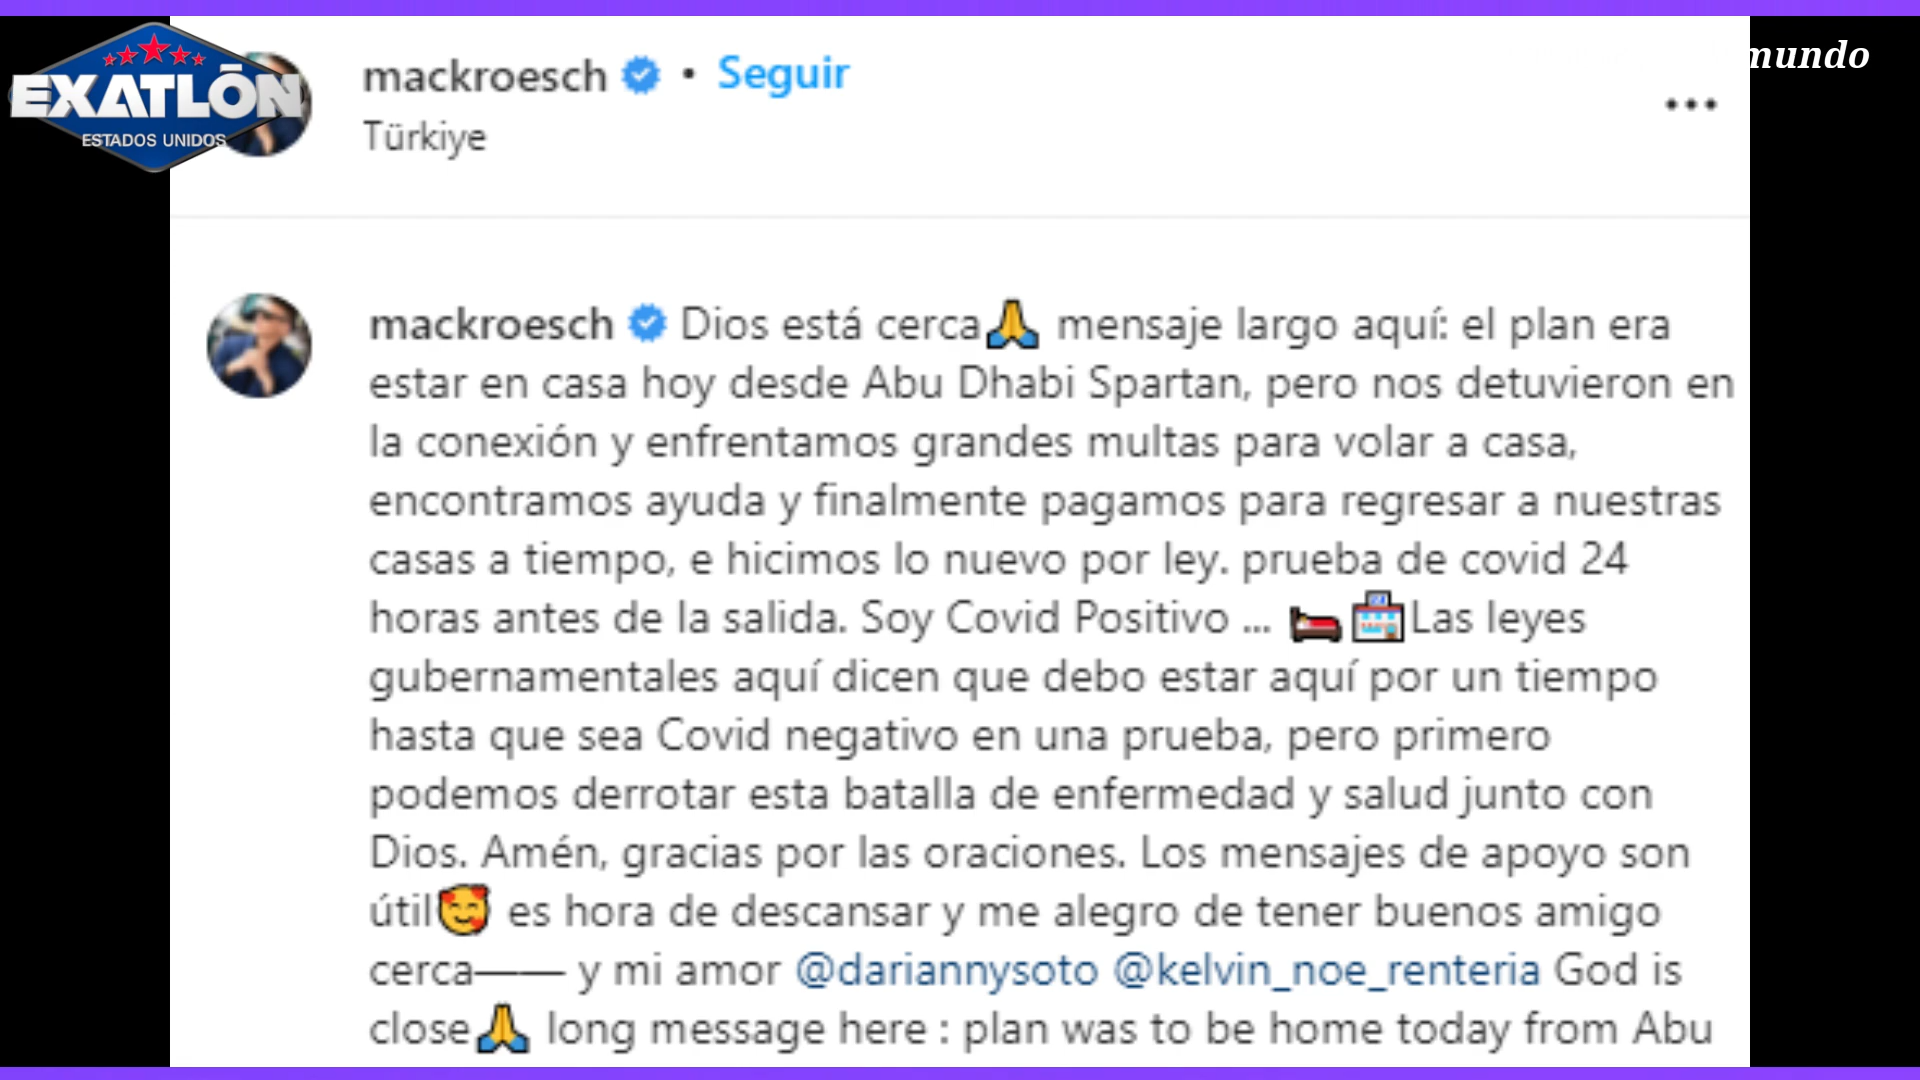 EXATLÓN
ESTADOS UNIDOS
mundo
mackroesch • Seguir
Türkiye
mackroesch Dios está cerca🙏 mensaje largo aquí: el plan era
estar en casa hoy desde Abu Dhabi Spartan, pero nos detuvieron en
la conexión y enfrentamos grandes multas para volar a casa,
encontramos ayuda y finalmente pagamos para regresar a nuestras
casas a tiempo, e hicimos lo nuevo por ley. prueba de covid 24
horas antes de la salida. Soy Covid Positivo ... 🛏️🏥Las leyes
gubernamentales aquí dicen que debo estar aquí por un tiempo
hasta que sea Covid negativo en una prueba, pero primero
podemos derrotar esta batalla de enfermedad y salud junto con
Dios. Amén, gracias por las oraciones. Los mensajes de apoyo son
útil🥰 es hora de descansar y me alegro de tener buenos amigo
cerca—— y mi amor @dariannysoto @kelvin_noe_renteria God is
close🙏 long message here : plan was to be home today from Abu